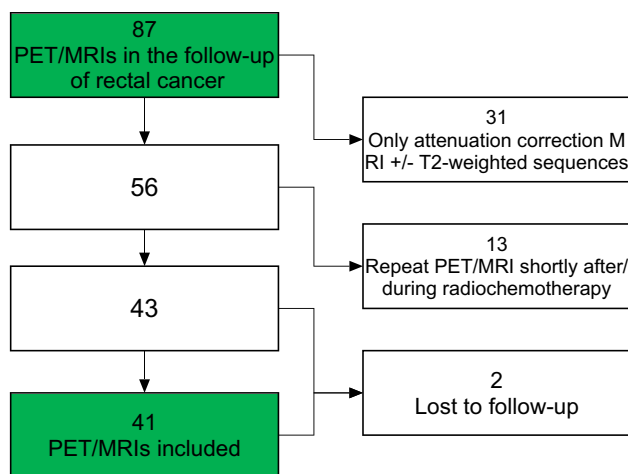 87
PET/MRIs in the follow-up
of rectal cancer
31
Only attenuation correction M
RI +/- T2-weighted sequences
56
13
Repeat PET/MRI shortly after/
during radiochemotherapy
43
2
Lost to follow-up
41
PET/MRIs included